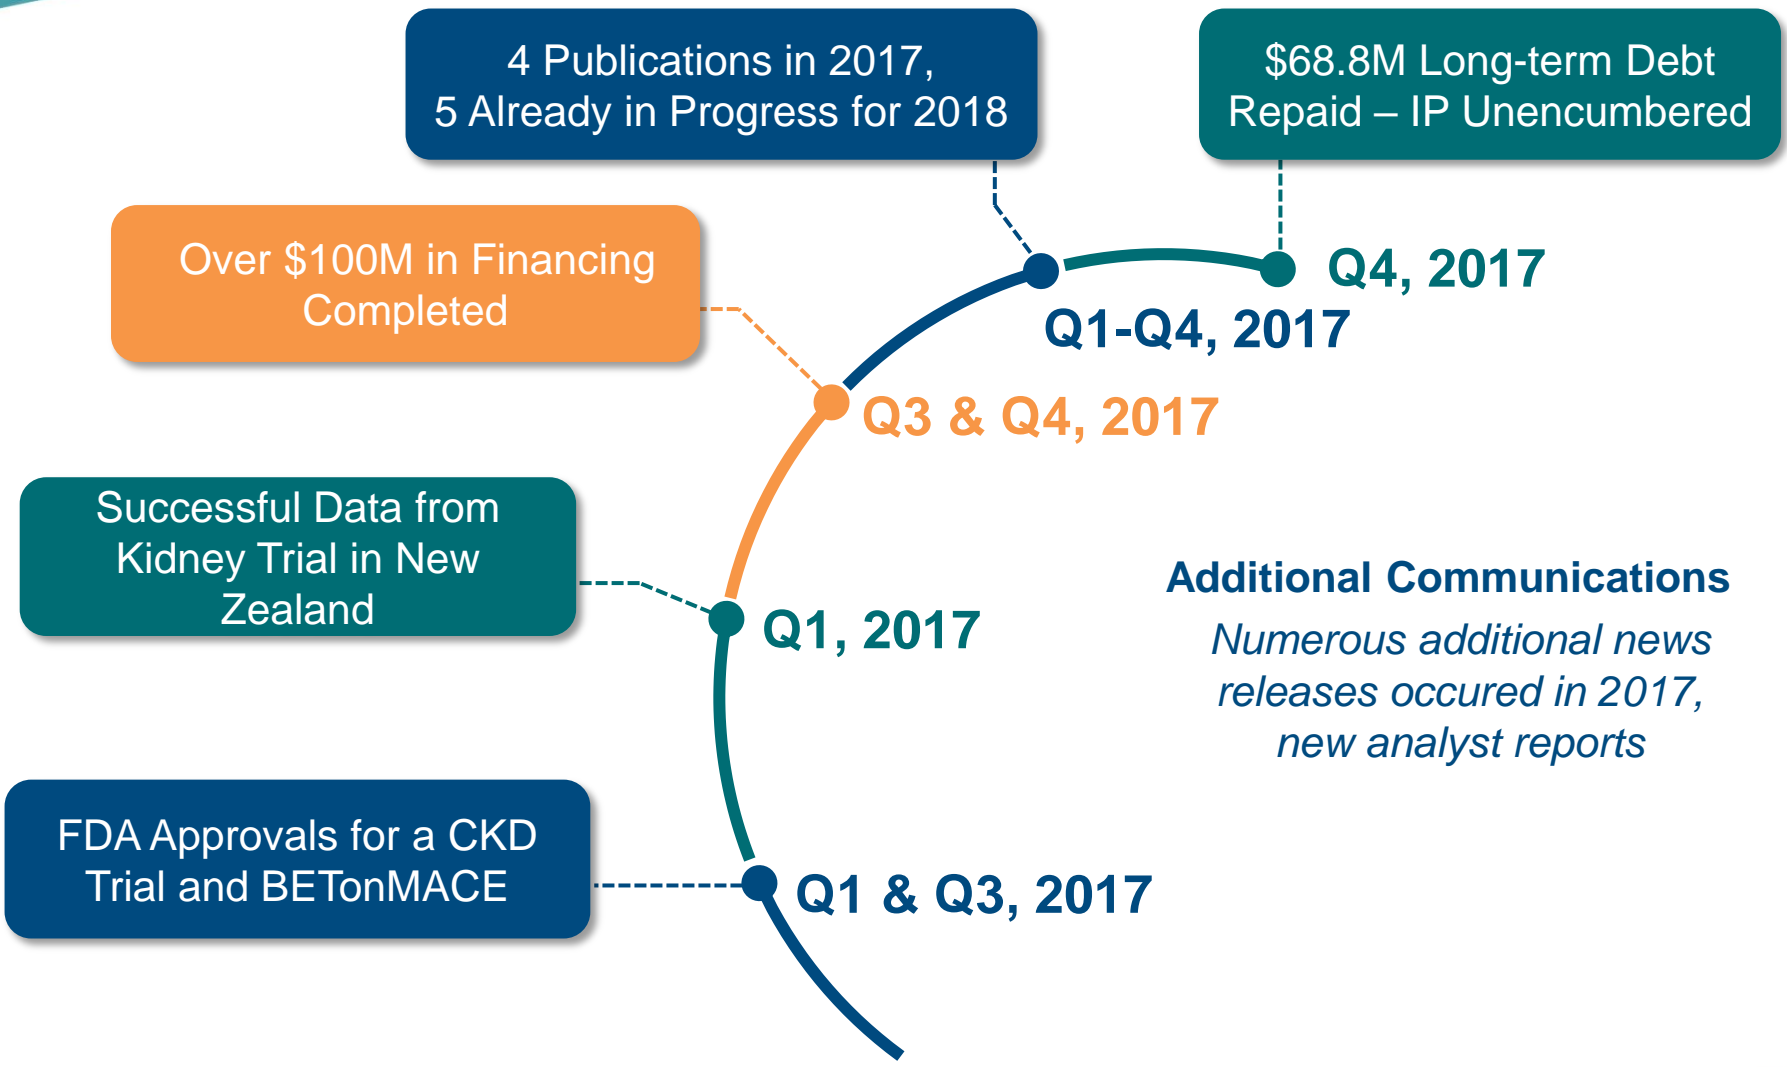 4 Publications in 2017,
5 Already in Progress for 2018
$68.8M Long-term Debt
Repaid – IP Unencumbered
Over $100M in Financing
Completed
Q4, 2017
Q1-Q4, 2017
Q3 & Q4, 2017
Successful Data from
Kidney Trial in New
Zealand
Q1, 2017
Additional Communications
Numerous additional news
releases occured in 2017,
new analyst reports
FDA Approvals for a CKD
Trial and BETonMACE
Q1 & Q3, 2017